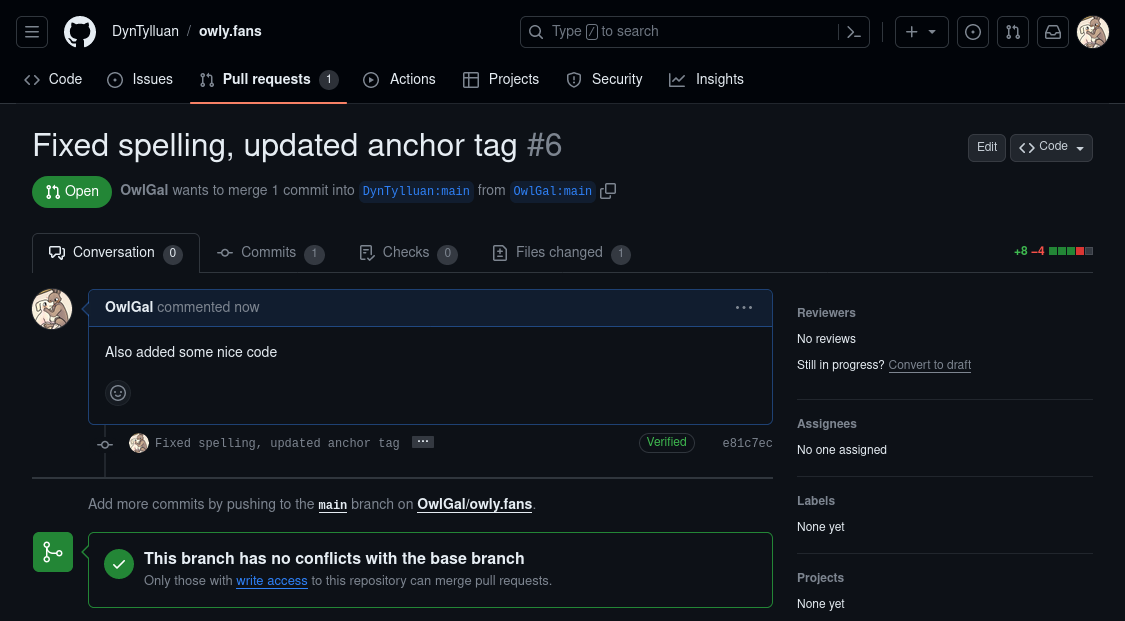 DynTylluan / owly.fans
Type / to search
Code
Issues
Pull requests 1
Actions
Projects
Security
Insights
Fixed spelling, updated anchor tag #6
Edit
Code
Open
OwlGal wants to merge 1 commit into DynTylluan:main from OwlGal:main
Conversation 0
Commits 1
Checks 0
Files changed 1
+8 −4
OwlGal commented now
Also added some nice code
Fixed spelling, updated anchor tag
Verified
e81c7ec
Add more commits by pushing to the main branch on OwlGal/owly.fans.
This branch has no conflicts with the base branch
Only those with write access to this repository can merge pull requests.
Reviewers
No reviews
Still in progress? Convert to draft
Assignees
No one assigned
Labels
None yet
Projects
None yet